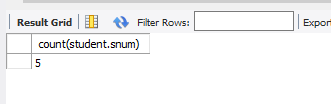 Result Grid Filter Rows: Export
count(student.snum)
5